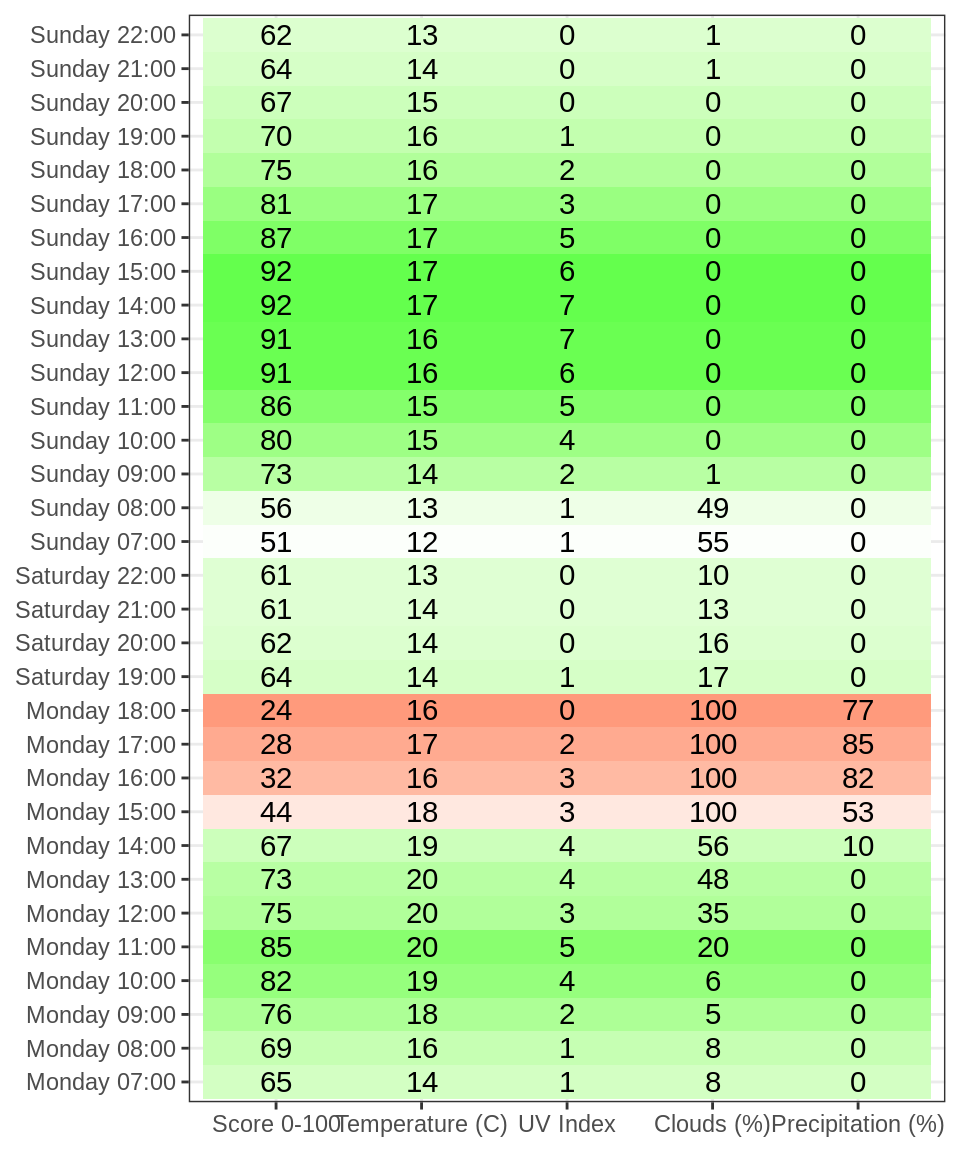 Sunday 22:00 62 13 0 1 0
Sunday 21:00 64 14 0 1 0
Sunday 20:00 67 15 0 0 0
Sunday 19:00 70 16 1 0 0
Sunday 18:00 75 16 2 0 0
Sunday 17:00 81 17 3 0 0
Sunday 16:00 87 17 5 0 0
Sunday 15:00 92 17 6 0 0
Sunday 14:00 92 17 7 0 0
Sunday 13:00 91 16 7 0 0
Sunday 12:00 91 16 6 0 0
Sunday 11:00 86 15 5 0 0
Sunday 10:00 80 15 4 0 0
Sunday 09:00 73 14 2 1 0
Sunday 08:00 56 13 1 49 0
Sunday 07:00 51 12 1 55 0
Saturday 22:00 61 13 0 10 0
Saturday 21:00 61 14 0 13 0
Saturday 20:00 62 14 0 16 0
Saturday 19:00 64 14 1 17 0
Monday 18:00 24 16 0 100 77
Monday 17:00 28 17 2 100 85
Monday 16:00 32 16 3 100 82
Monday 15:00 44 18 3 100 53
Monday 14:00 67 19 4 56 10
Monday 13:00 73 20 4 48 0
Monday 12:00 75 20 3 35 0
Monday 11:00 85 20 5 20 0
Monday 10:00 82 19 4 6 0
Monday 09:00 76 18 2 5 0
Monday 08:00 69 16 1 8 0
Monday 07:00 65 14 1 8 0
Score 0-100 Temperature (C) UV Index Clouds (%) Precipitation (%)